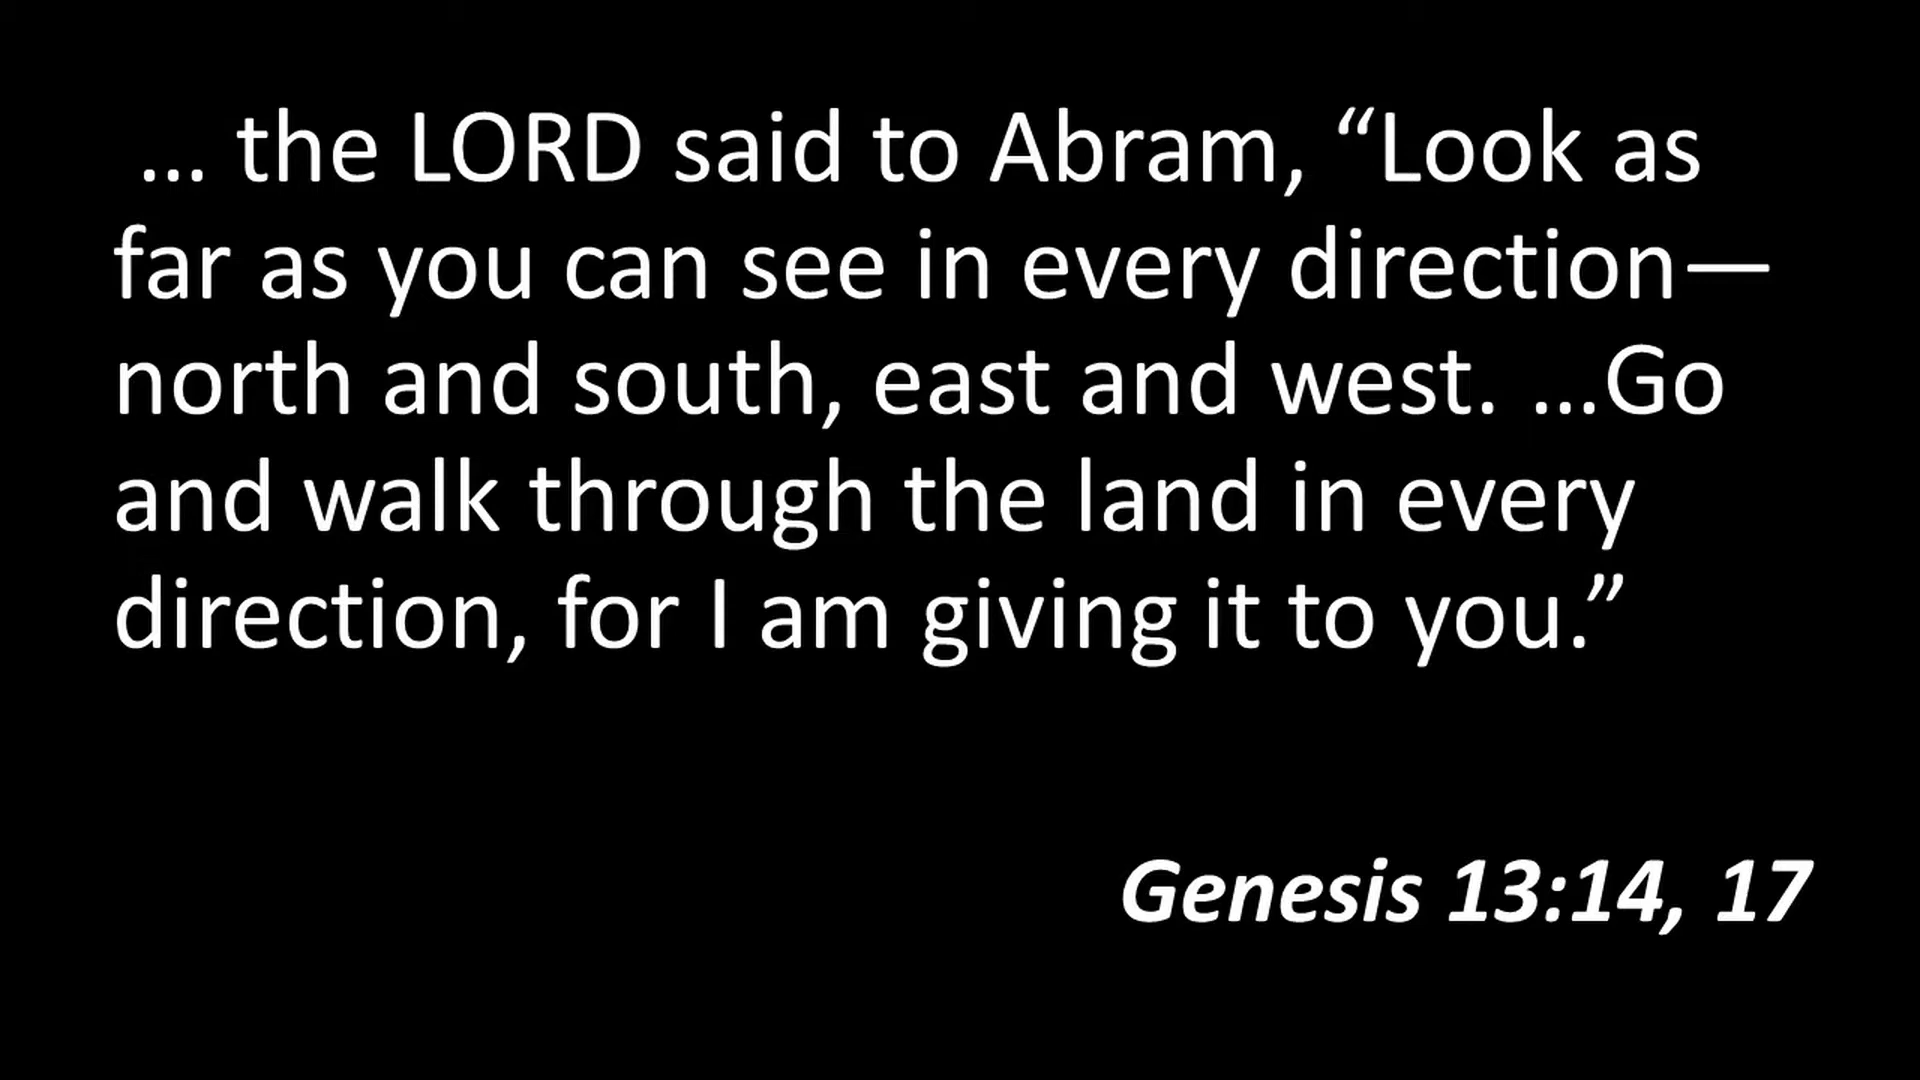 … the LORD said to Abram, “Look as
far as you can see in every direction—
north and south, east and west. …Go
and walk through the land in every
direction, for I am giving it to you.”
Genesis 13:14, 17